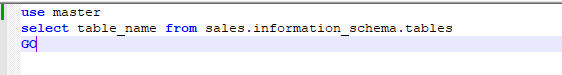 use master
select table_name from sales.information_schema.tables
GO